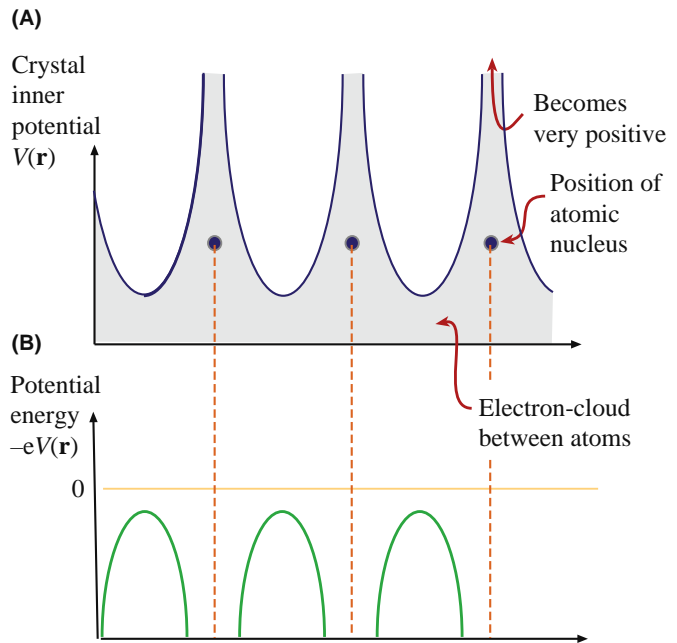 (A)
Crystal
inner
potential
V(r)
Becomes
very positive
Position of
atomic
nucleus
(B)
Potential
energy
–eV(r)
Electron-cloud
between atoms
0